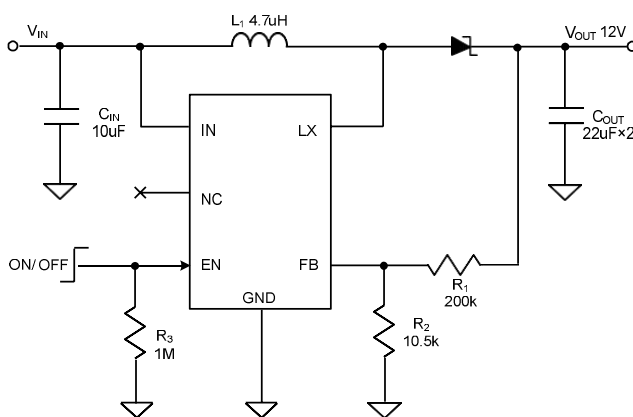 L1 4.7uH
VIN
VOUT 12V
CIN
10uF
IN
LX
COUT
22uF×2
NC
ON/OFF
EN
FB
R1
200k
GND
R3
1M
R2
10.5k